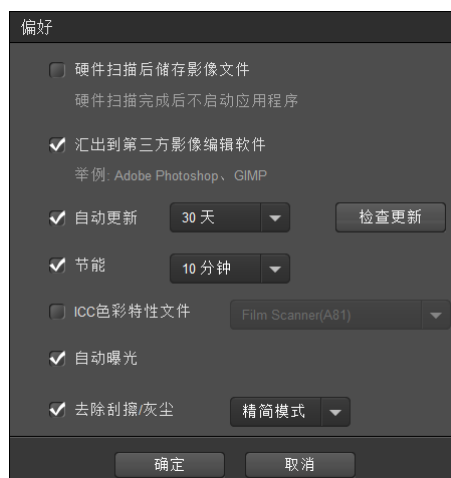 偏好
硬件扫描后储存影像文件
硬件扫描完成后不启动应用程序
汇出到第三方影像编辑软件
举例: Adobe Photoshop、GIMP
自动更新 30 天 检查更新
节能 10 分钟
ICC色彩特性文件 Film Scanner(A81)
自动曝光
去除刮擦/灰尘 精简模式
确定 取消